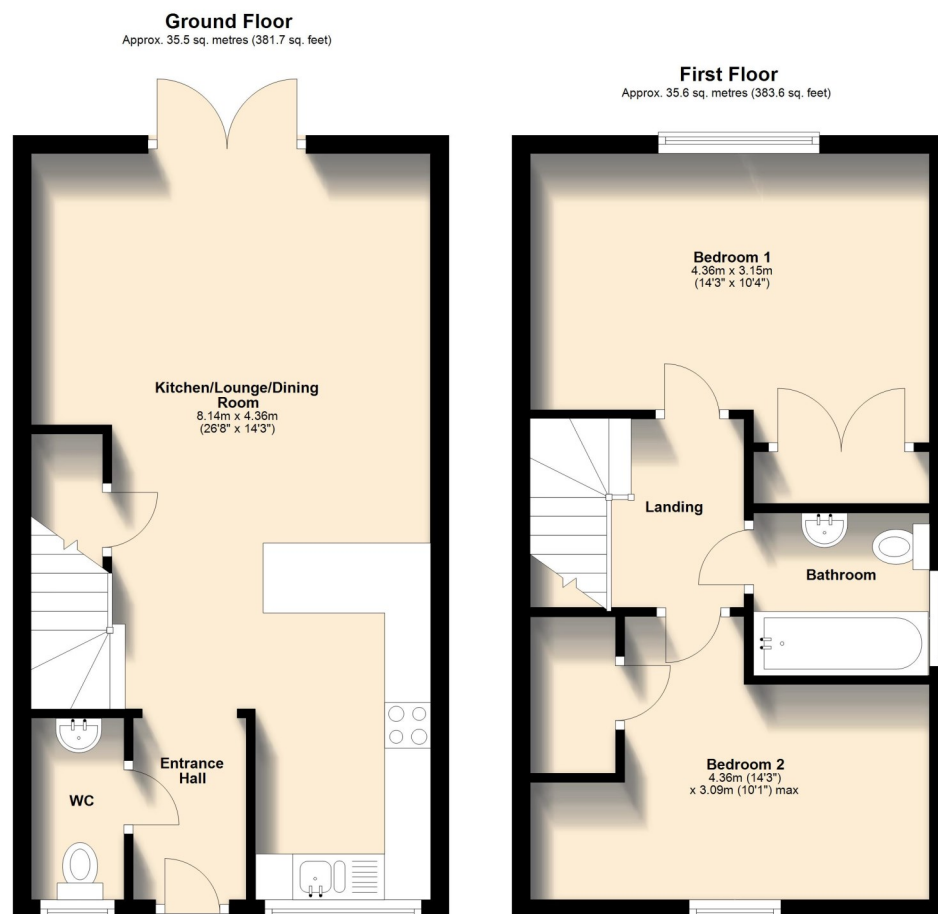 Ground Floor
Approx. 35.5 sq. metres (381.7 sq. feet)
Kitchen/Lounge/Dining
Room
8.14m x 4.36m
(26'8" x 14'3")
Entrance
Hall
WC
First Floor
Approx. 35.6 sq. metres (383.6 sq. feet)
Bedroom 1
4.36m x 3.15m
(14'3" x 10'4")
Landing
Bathroom
Bedroom 2
4.36m (14'3")
x 3.09m (10'1") max